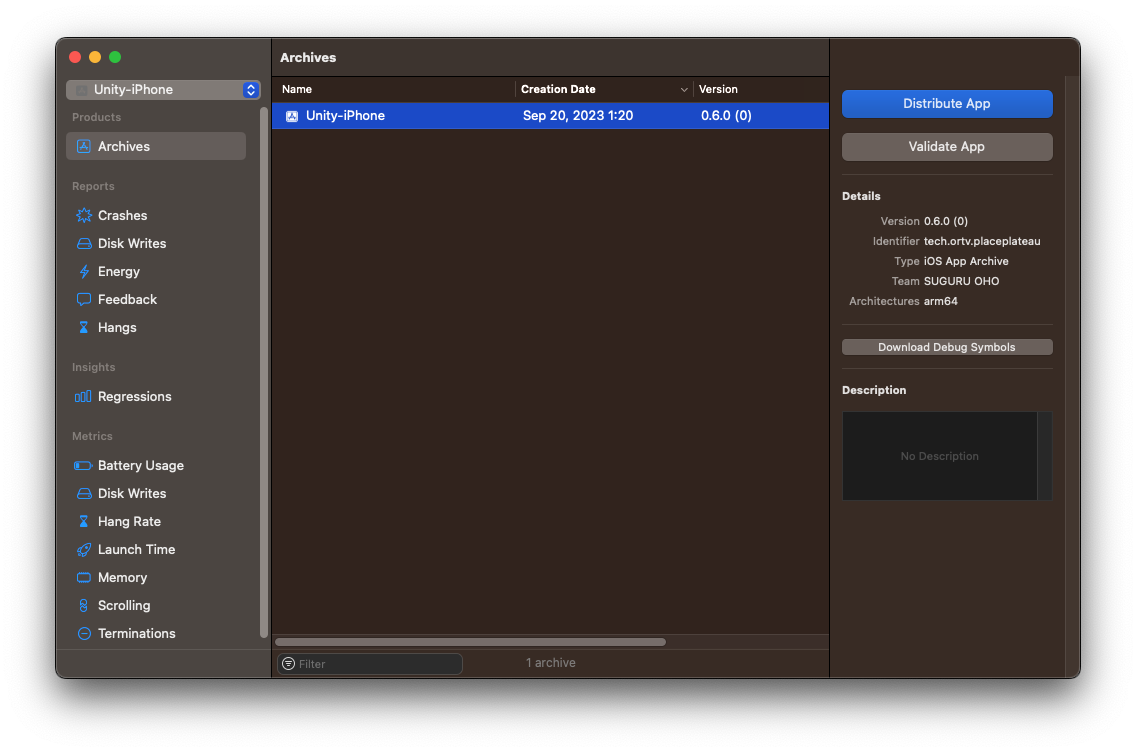 Unity-iPhone
Products
Archives
Reports
Crashes
Disk Writes
Energy
Feedback
Hangs
Insights
Regressions
Metrics
Battery Usage
Disk Writes
Hang Rate
Launch Time
Memory
Scrolling
Terminations
Archives
Name Creation Date Version
Unity-iPhone Sep 20, 2023 1:20 0.6.0 (0)
Filter
1 archive
Distribute App
Validate App
Details
Version 0.6.0 (0)
Identifier tech.ortv.placeplateau
Type iOS App Archive
Team SUGURU OHO
Architectures arm64
Download Debug Symbols
Description
No Description